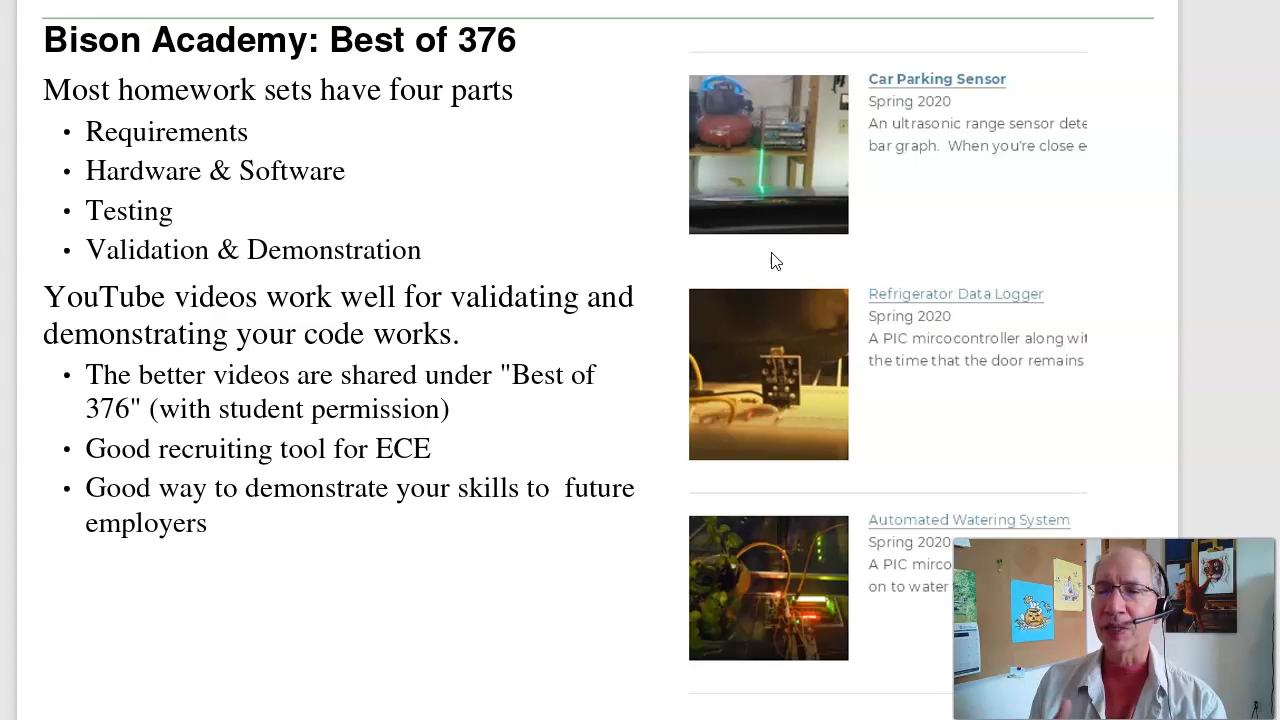 Bison Academy: Best of 376
Most homework sets have four parts
• Requirements
• Hardware & Software
• Testing
• Validation & Demonstration
YouTube videos work well for validating and
demonstrating your code works.
• The better videos are shared under "Best of
376" (with student permission)
• Good recruiting tool for ECE
• Good way to demonstrate your skills to future
employers
Car Parking Sensor
Spring 2020
An ultrasonic range sensor dete
bar graph. When you're close e
Refrigerator Data Logger
Spring 2020
A PIC mircocontroller along wit
the time that the door remains
Automated Watering System
Spring 2020
A PIC mirco
on to water